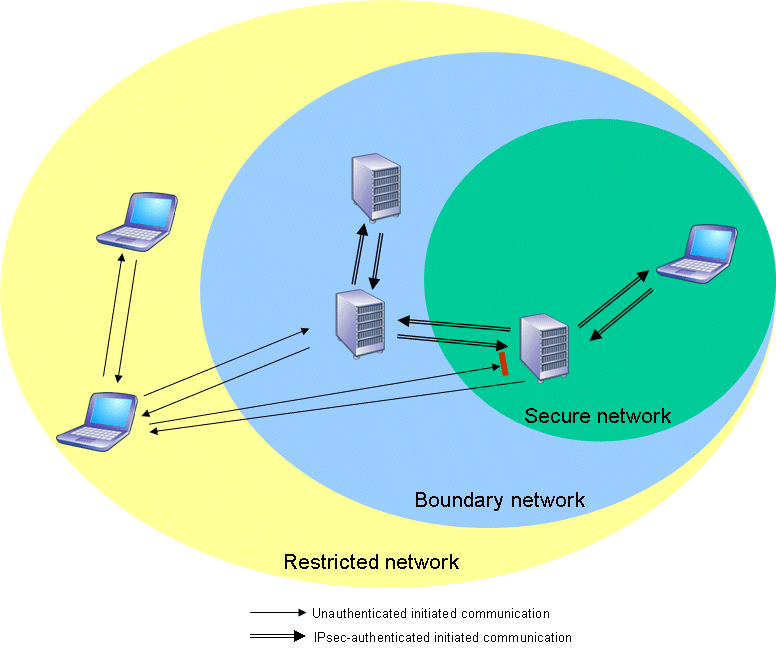 Secure network
Boundary network
Restricted network
Unauthenticated initiated communication
IPsec-authenticated initiated communication